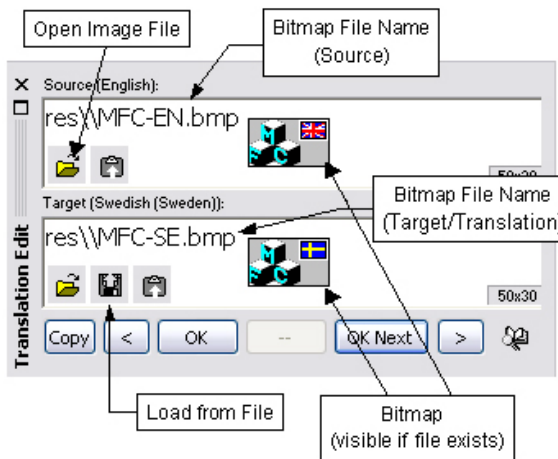 Open Image File
Bitmap File Name
(Source)
Source (English):
res\\MFC-EN.bmp
M
F C
50x30
Bitmap File Name
(Target/Translation)
Target (Swedish (Sweden)):
res\\MFC-SE.bmp
M
F C
50x30
Translation Edit
Copy
<
OK
--
OK Next
>
Load from File
Bitmap
(visible if file exists)